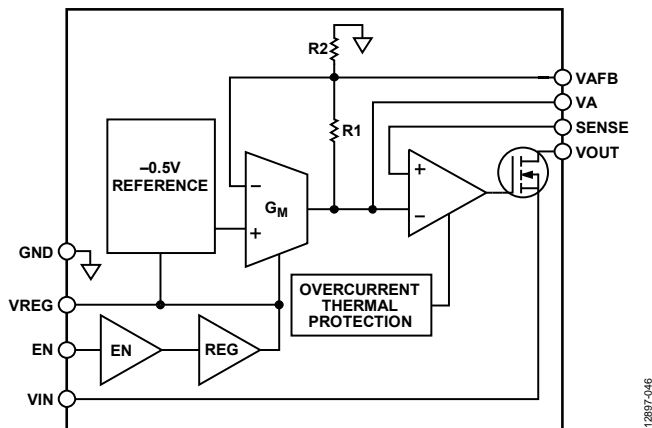 R2
VAFB
VA
R1
SENSE
VOUT
–0.5V
REFERENCE
–
GM
+
+
–
GND
OVERCURRENT
THERMAL
PROTECTION
VREG
EN
EN
REG
VIN
12897-046